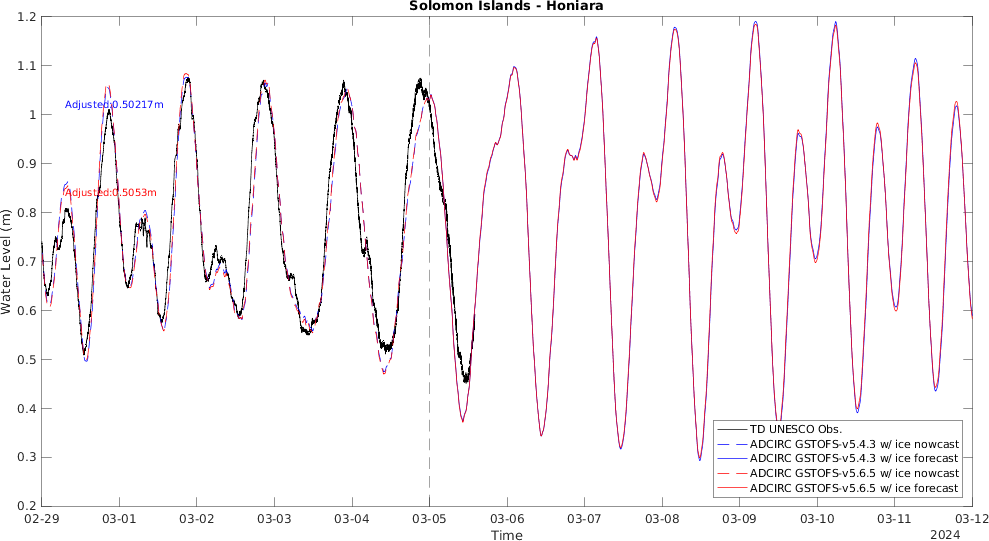 Solomon Islands - Honiara
1.2
1.1
1
0.9
0.8
0.7
0.6
0.5
0.4
0.3
0.2
Water Level (m)
Adjusted:0.50217m
Adjusted:0.5053m
TD UNESCO Obs.
ADCIRC GSTOFS-v5.4.3 w/ ice nowcast
ADCIRC GSTOFS-v5.4.3 w/ ice forecast
ADCIRC GSTOFS-v5.6.5 w/ ice nowcast
ADCIRC GSTOFS-v5.6.5 w/ ice forecast
02-29 03-01 03-02 03-03 03-04 03-05 03-06 03-07 03-08 03-09 03-10 03-11 03-12
Time
2024